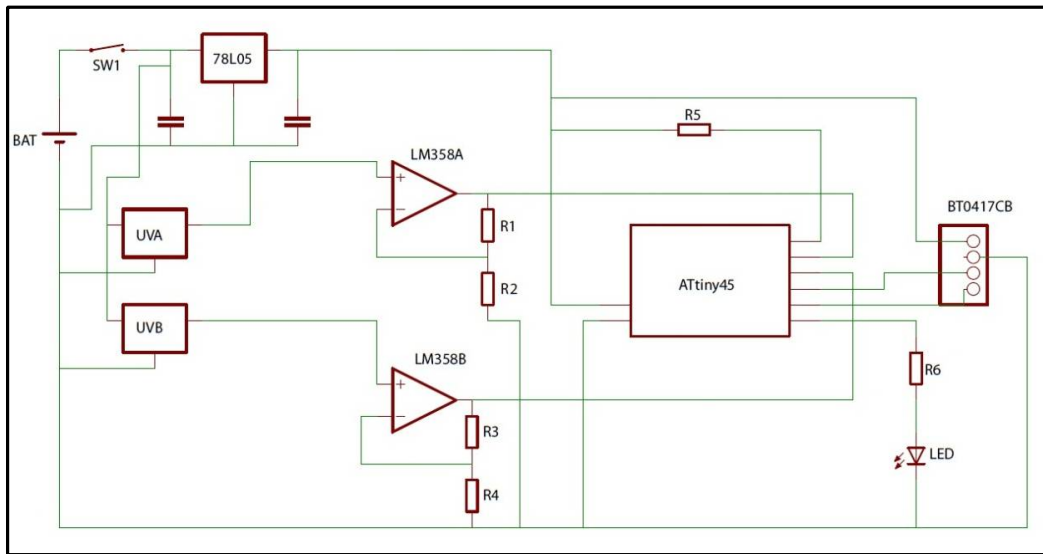 78L05
SW1
R5
BAT
LM358A
BT0417CB
UVA
R1
ATtiny45
R2
UVB
LM358B
R6
R3
LED
R4